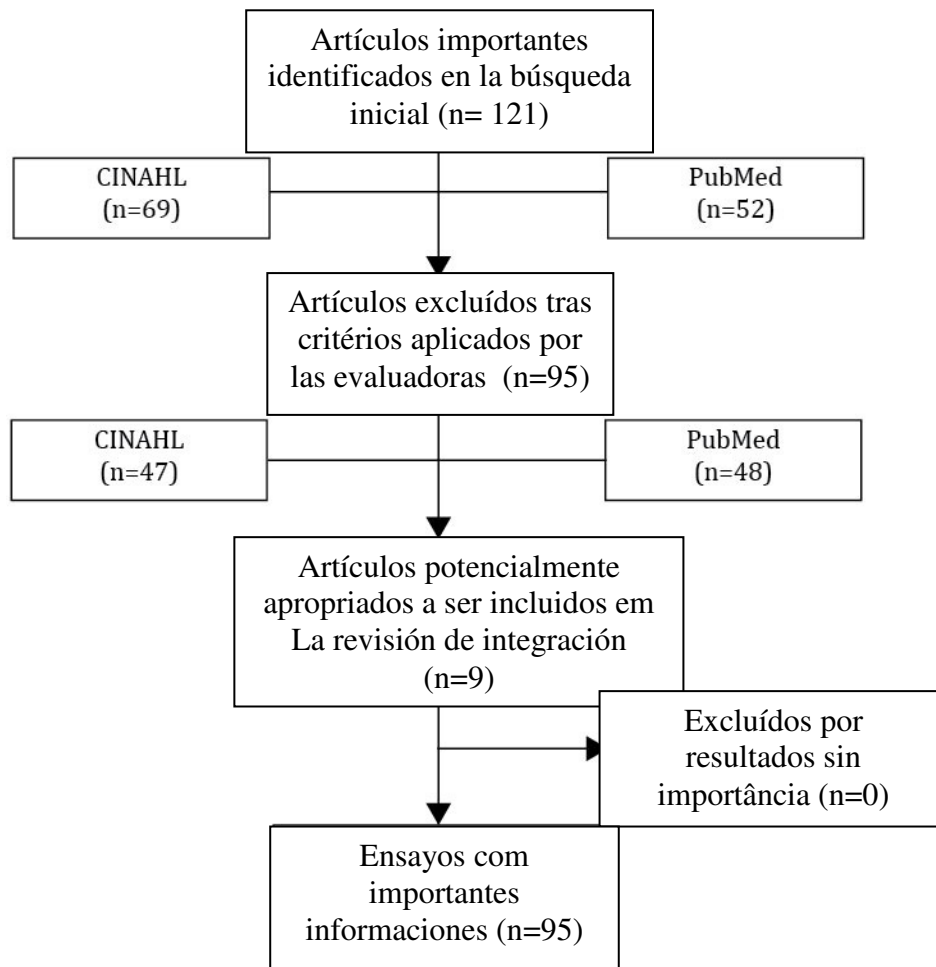 Artículos importantes
identificados en la búsqueda
inicial (n= 121)
CINAHL
(n=69)
PubMed
(n=52)
Artículos excluídos tras
critérios aplicados por
las evaluadoras (n=95)
CINAHL
(n=47)
PubMed
(n=48)
Artículos potencialmente
apropriados a ser incluidos em
La revisión de integración
(n=9)
Excluídos por
resultados sin
importância (n=0)
Ensayos com
importantes
informaciones (n=95)